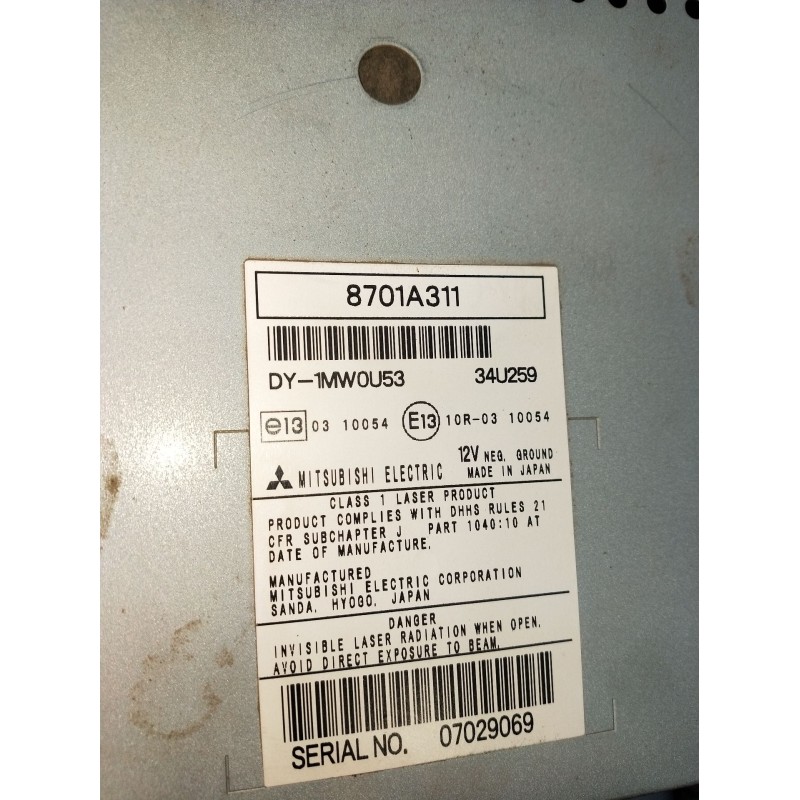 8701A311
DY-1MW0U53 34U259
e13 03 10054 E13 10R-03 10054
12V NEG. GROUND
MITSUBISHI ELECTRIC MADE IN JAPAN
CLASS 1 LASER PRODUCT
PRODUCT COMPLIES WITH DHHS RULES 21
CFR SUBCHAPTER J PART 1040:10 AT
DATE OF MANUFACTURE.
MANUFACTURED
MITSUBISHI ELECTRIC CORPORATION
SANDA, HYOGO, JAPAN
DANGER
INVISIBLE LASER RADIATION WHEN OPEN.
AVOID DIRECT EXPOSURE TO BEAM.
SERIAL NO. 07029069